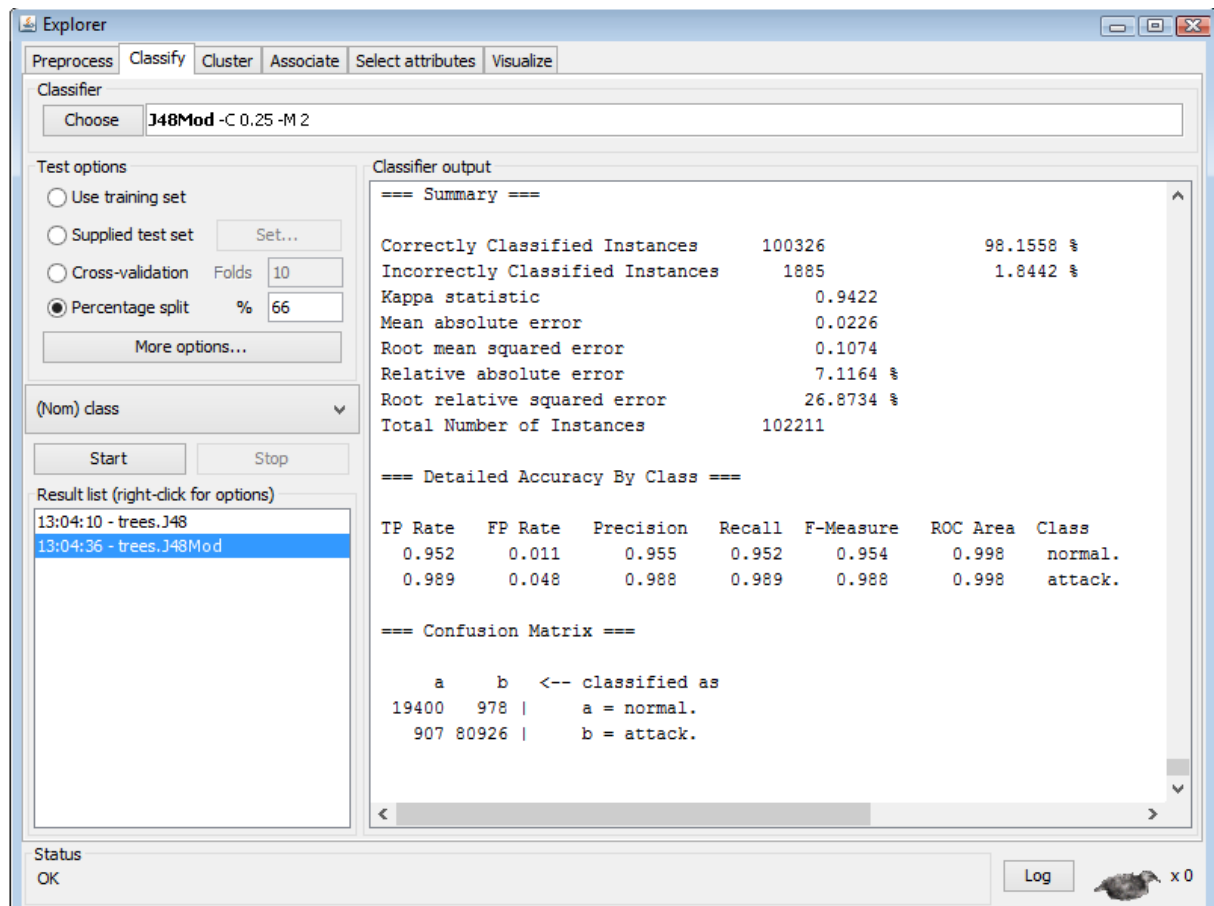 Explorer
Preprocess Classify Cluster Associate Select attributes Visualize
Classifier
Choose J48Mod -C 0.25 -M 2
Test options
Use training set
Supplied test set Set...
Cross-validation Folds 10
Percentage split % 66
More options...
(Nom) class
Start Stop
Result list (right-click for options)
13:04:10 - trees.J48
13:04:36 - trees.J48Mod
Classifier output
=== Summary ===
Correctly Classified Instances 100326 98.1558 %
Incorrectly Classified Instances 1885 1.8442 %
Kappa statistic 0.9422
Mean absolute error 0.0226
Root mean squared error 0.1074
Relative absolute error 7.1164 %
Root relative squared error 26.8734 %
Total Number of Instances 102211
=== Detailed Accuracy By Class ===
TP Rate FP Rate Precision Recall F-Measure ROC Area Class
0.952 0.011 0.955 0.952 0.954 0.998 normal.
0.989 0.048 0.988 0.989 0.988 0.998 attack.
=== Confusion Matrix ===
a b <-- classified as
19400 978 | a = normal.
907 80926 | b = attack.
Status
OK
Log
x 0